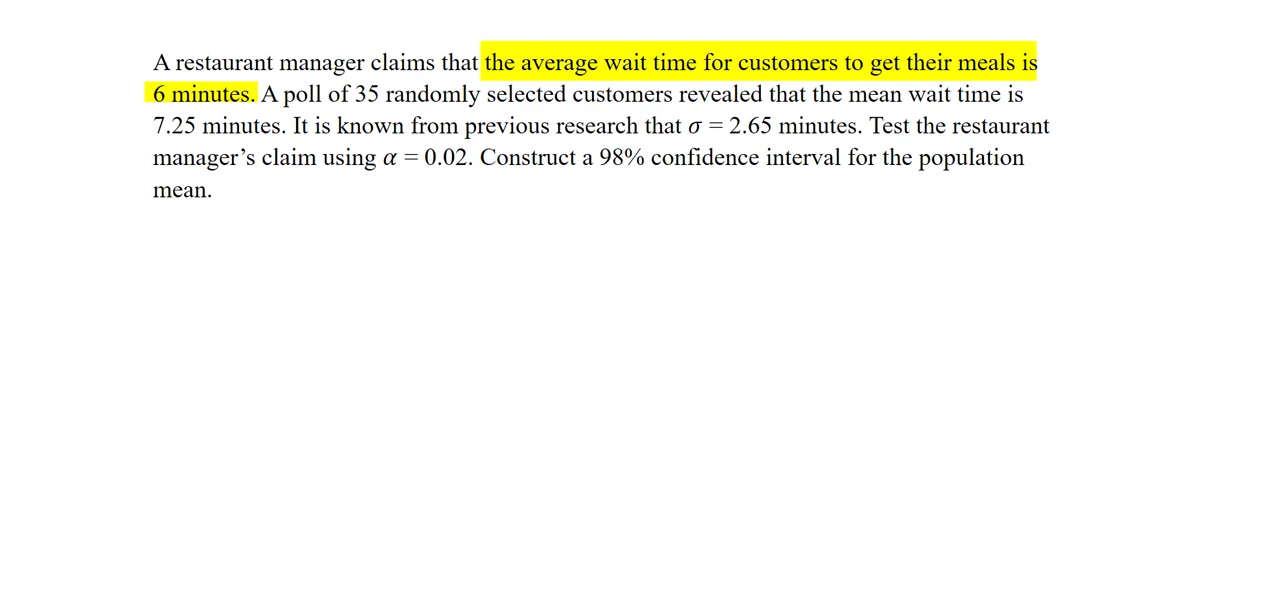 A restaurant manager claims that the average wait time for customers to get their meals is
6 minutes. A poll of 35 randomly selected customers revealed that the mean wait time is
7.25 minutes. It is known from previous research that σ = 2.65 minutes. Test the restaurant
manager’s claim using α = 0.02. Construct a 98% confidence interval for the population
mean.